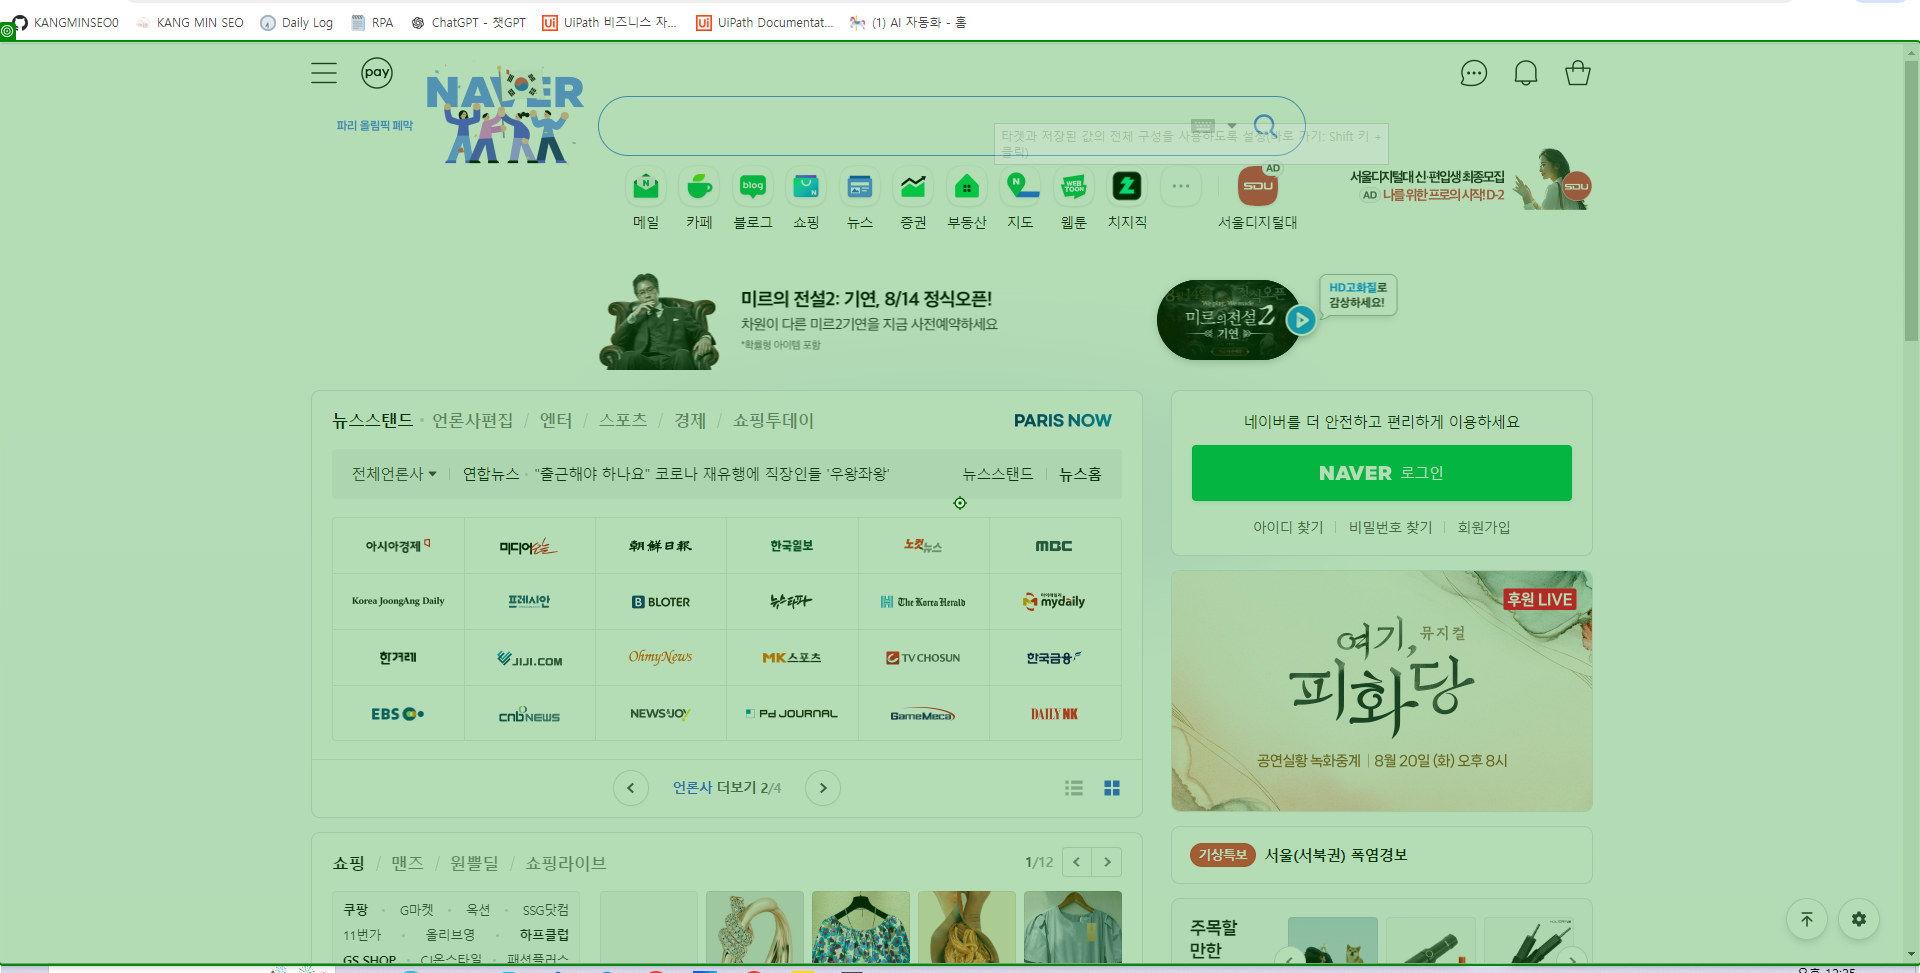 KANGMINSEO0 KANG MIN SEO Daily Log RPA ChatGPT - 챗GPT UiPath 비즈니스 자... UiPath Documentat... (1) AI 자동화 - 홈
pay
NAVER
파리 올림픽 폐막
타겟과 저장된 값의 전체 구성을 사용하도록 설정(바로 가기: Shift 키 +
클릭)
N blog N N WEB TOON SDU AD
메일 카페 블로그 쇼핑 뉴스 증권 부동산 지도 웹툰 치지직 서울디지털대
서울디지털대 신·편입생 최종모집
AD 나를 위한 프로의 시작! D-2
SDU
미르의 전설2: 기연, 8/14 정식오픈!
차원이 다른 미르2기연을 지금 사전예약하세요
*확률형 아이템 포함
미르의전설2
기연
HD고화질로
감상하세요!
뉴스스탠드 · 언론사편집 / 엔터 / 스포츠 / 경제 / 쇼핑투데이
PARIS NOW
전체언론사 연합뉴스 · "출근해야 하나요" 코로나 재유행에 직장인들 '우왕좌왕' 뉴스스탠드 뉴스홈
아시아경제 미디어오늘 朝鮮日報 한국일보 노컷뉴스 MBC
Korea JoongAng Daily 프레시안 BLOTER 뉴스타파 The Korea Herald 마이데일리 mydaily
한겨레 JIJI.COM OhmyNews MK스포츠 TV CHOSUN 한국금융
EBS CNBNEWS NEWS&JOY Pd JOURNAL GameMeca DAILY NK
언론사 더보기 2/4
네이버를 더 안전하고 편리하게 이용하세요
NAVER 로그인
아이디 찾기 비밀번호 찾기 회원가입
후원 LIVE
뮤지컬
여기,
피화당
공연실황 녹화중계 | 8월 20일 (화) 오후 8시
쇼핑 / 맨즈 / 원쁠딜 / 쇼핑라이브
1/12
쿠팡 · G마켓 · 옥션 · SSG닷컴
11번가 · 올리브영 · 하프클럽
GS SHOP · CJ온스타일 · 패션플러스
기상특보 서울(서북권) 폭염경보
주목할
만한
오후 12:25